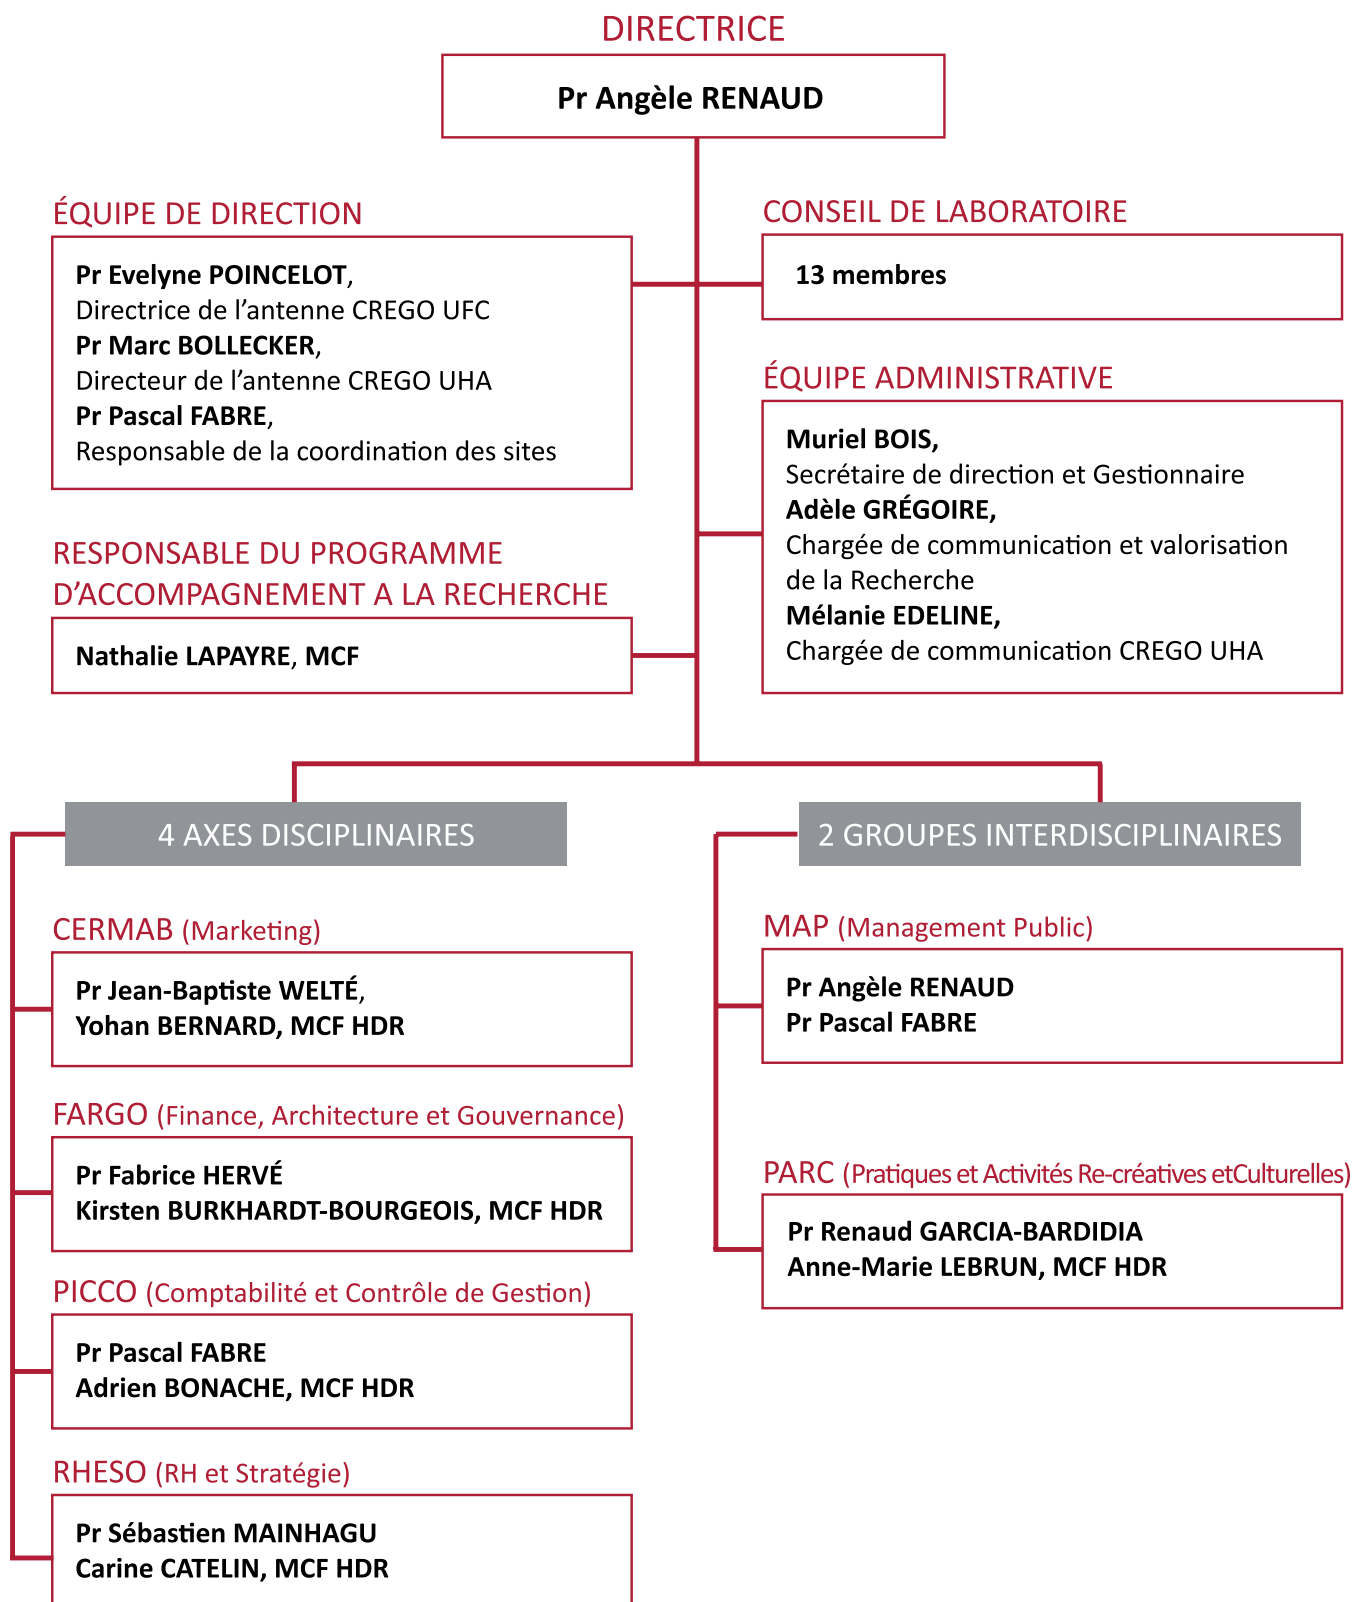 DIRECTRICE
Pr Angèle RENAUD
ÉQUIPE DE DIRECTION
Pr Evelyne POINCELOT,
Directrice de l’antenne CREGO UFC
Pr Marc BOLLECKER,
Directeur de l’antenne CREGO UHA
Pr Pascal FABRE,
Responsable de la coordination des sites
CONSEIL DE LABORATOIRE
13 membres
ÉQUIPE ADMINISTRATIVE
Muriel BOIS,
Secrétaire de direction et Gestionnaire
Adèle GRÉGOIRE,
Chargée de communication et valorisation
de la Recherche
Mélanie EDELINE,
Chargée de communication CREGO UHA
RESPONSABLE DU PROGRAMME
D’ACCOMPAGNEMENT A LA RECHERCHE
Nathalie LAPAYRE, MCF
4 AXES DISCIPLINAIRES
CERMAB (Marketing)
Pr Jean-Baptiste WELTÉ,
Yohan BERNARD, MCF HDR
FARGO (Finance, Architecture et Gouvernance)
Pr Fabrice HERVÉ
Kirsten BURKHARDT-BOURGEOIS, MCF HDR
PICCO (Comptabilité et Contrôle de Gestion)
Pr Pascal FABRE
Adrien BONACHE, MCF HDR
RHESO (RH et Stratégie)
Pr Sébastien MAINHAGU
Carine CATELIN, MCF HDR
2 GROUPES INTERDISCIPLINAIRES
MAP (Management Public)
Pr Angèle RENAUD
Pr Pascal FABRE
PARC (Pratiques et Activités Re-créatives etCulturelles)
Pr Renaud GARCIA-BARDIDIA
Anne-Marie LEBRUN, MCF HDR